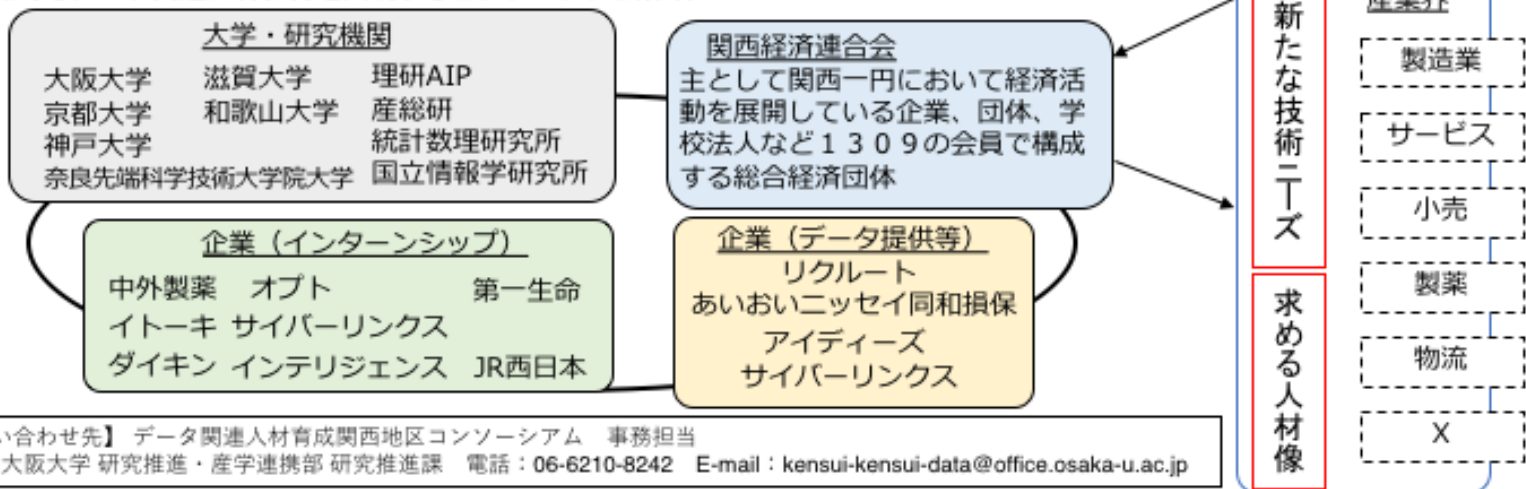 大学・研究機関
大阪大学 滋賀大学 理研AIP
京都大学 和歌山大学 産総研
神戸大学 統計数理研究所
奈良先端科学技術大学院大学 国立情報学研究所
関西経済連合会
主として関西一円において経済活
動を展開している企業、団体、学
校法人など1309の会員で構成
する総合経済団体
企業（インターンシップ）
中外製薬 オプト 第一生命
イトーキ サイバーリンクス
ダイキン インテリジェンス JR西日本
企業（データ提供等）
リクルート
あいおいニッセイ同和損保
アイディーズ
サイバーリンクス
新たな技術ニーズ
求める人材像
産業界
製造業
サービス
小売
製薬
物流
X
い合わせ先】 データ関連人材育成関西地区コンソーシアム 事務担当
大阪大学 研究推進・産学連携部 研究推進課 電話：06-6210-8242 E-mail：kensui-kensui-data@office.osaka-u.ac.jp